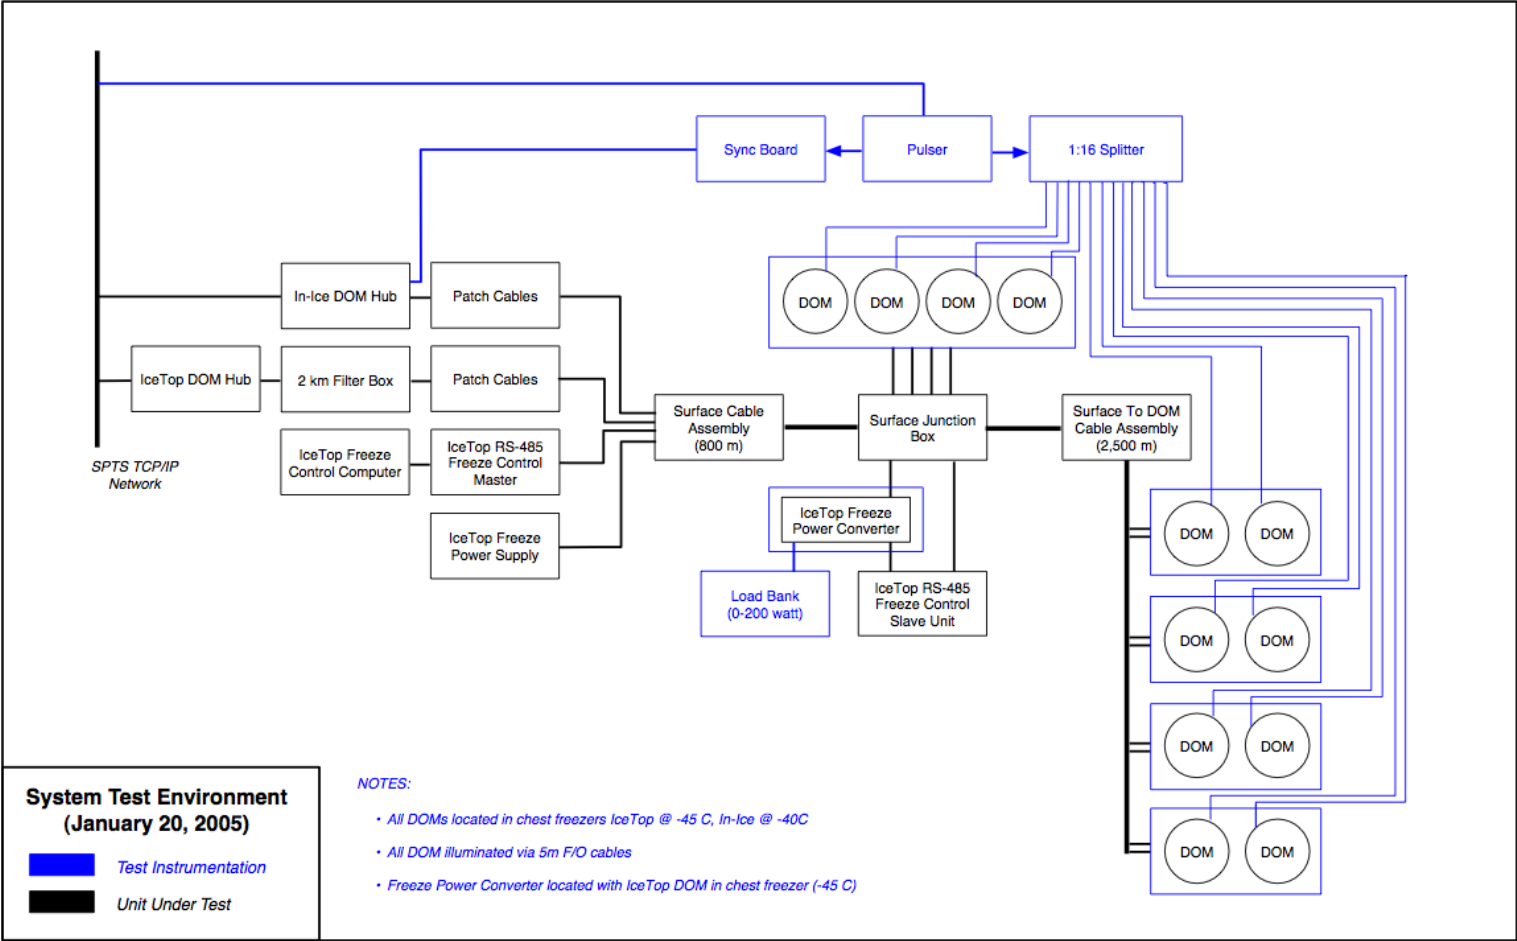 Sync Board
Pulser
1:16 Splitter
In-Ice DOM Hub
Patch Cables
DOM
DOM
DOM
DOM
IceTop DOM Hub
2 km Filter Box
Patch Cables
Surface Cable
Assembly
(800 m)
Surface Junction
Box
Surface To DOM
Cable Assembly
(2,500 m)
IceTop Freeze
Control Computer
IceTop RS-485
Freeze Control
Master
SPTS TCP/IP
Network
IceTop Freeze
Power Supply
IceTop Freeze
Power Converter
DOM
DOM
Load Bank
(0-200 watt)
IceTop RS-485
Freeze Control
Slave Unit
DOM
DOM
DOM
DOM
DOM
DOM
System Test Environment
(January 20, 2005)
Test Instrumentation
Unit Under Test
NOTES:
• All DOMs located in chest freezers IceTop @ -45 C, In-Ice @ -40C
• All DOM illuminated via 5m F/O cables
• Freeze Power Converter located with IceTop DOM in chest freezer (-45 C)